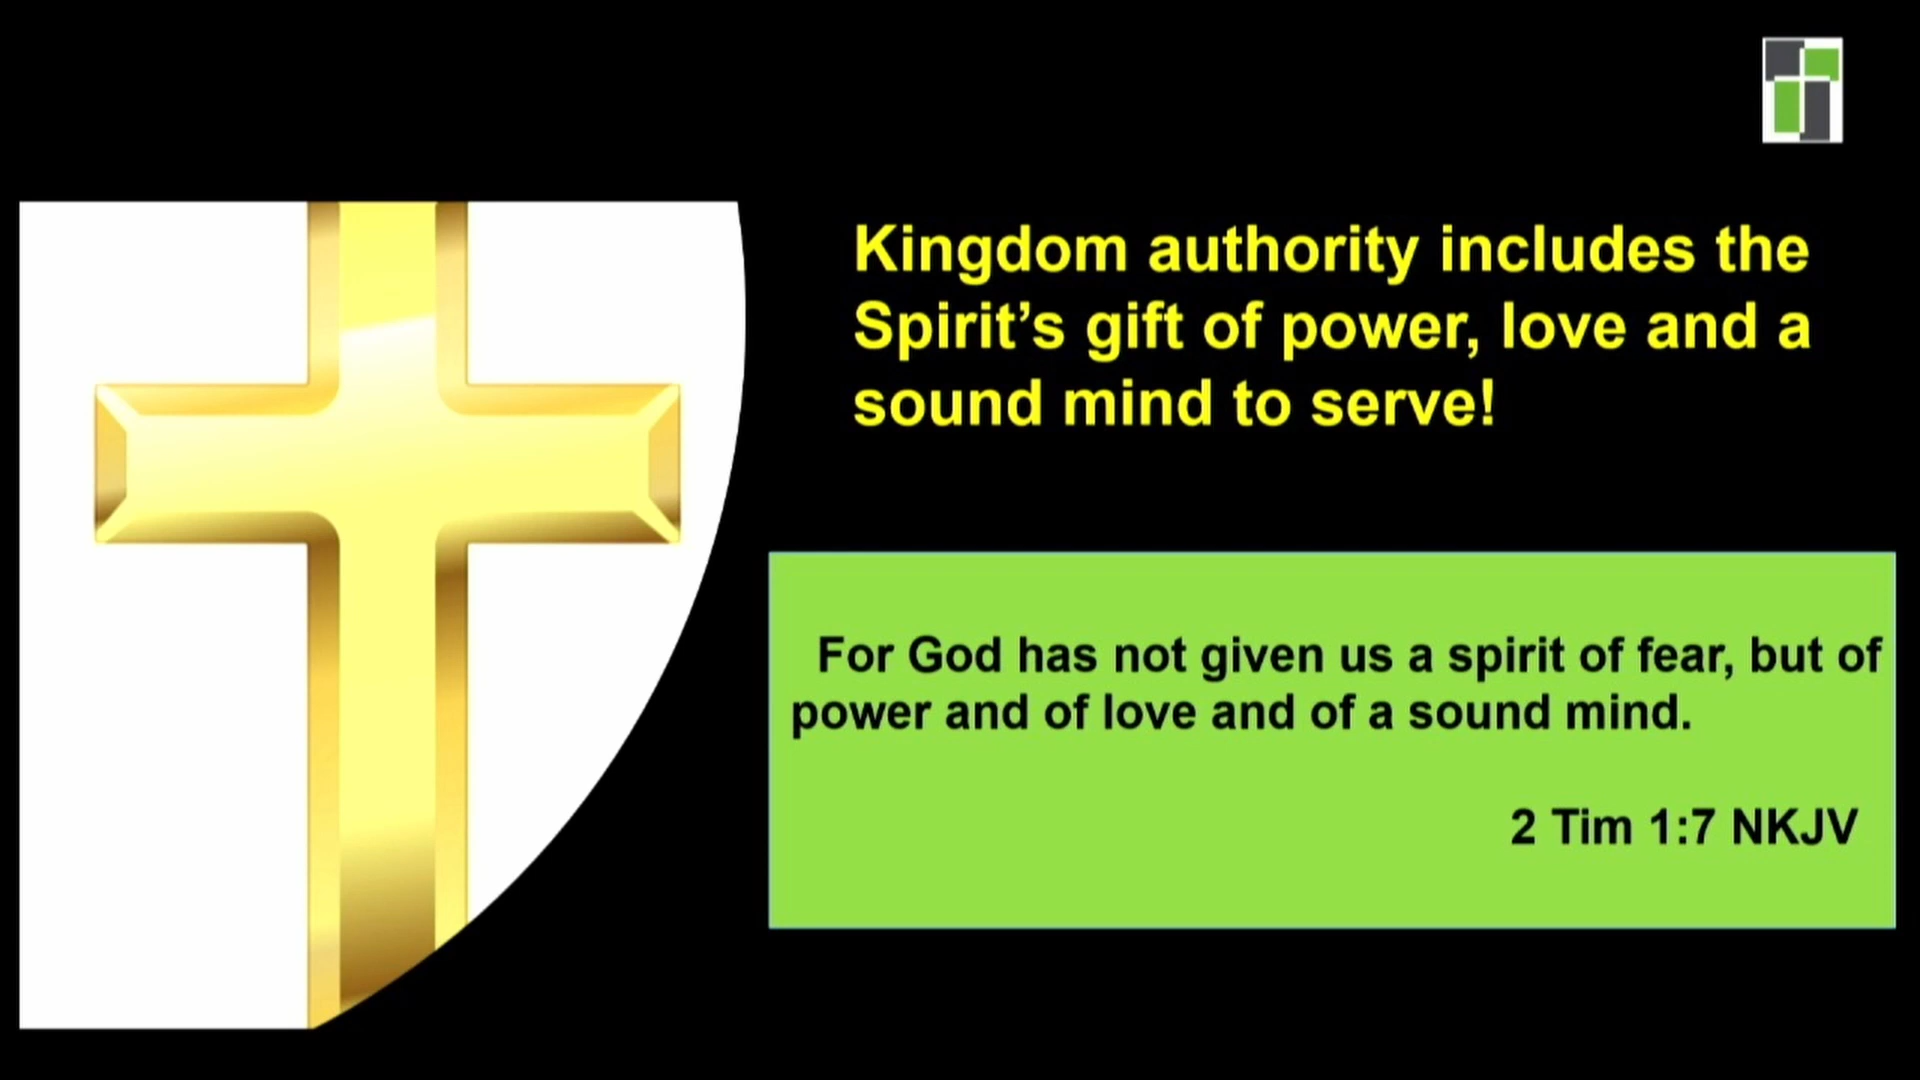 Kingdom authority includes the
Spirit’s gift of power, love and a
sound mind to serve!
For God has not given us a spirit of fear, but of
power and of love and of a sound mind.
2 Tim 1:7 NKJV